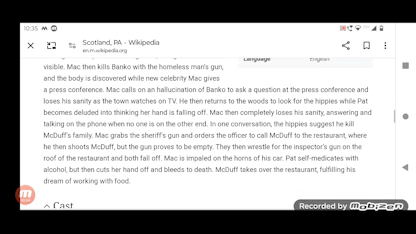 10:35
Scotland, PA - Wikipedia
en.m.wikipedia.org
visible. Mac then kills Banko with the homeless man's gun,
Language English
and the body is discovered while new celebrity Mac gives
a press conference. Mac calls on an hallucination of Banko to ask a question at the press conference and
loses his sanity as the town watches on TV. He then returns to the woods to look for the hippies while Pat
becomes deluded into thinking her hand is falling off. Mac then completely loses his sanity, answering and
talking on the phone when no one is on the other end. In one conversation, the hippies suggest he kill
McDuff's family. Mac grabs the sheriff's gun and orders the officer to call McDuff to the restaurant, where
he then shoots McDuff, but the gun proves to be empty. They then wrestle for the inspector's gun on the
roof of the restaurant and both fall off. Mac is impaled on the horns of his car. Pat self-medicates with
alcohol, but then cuts her hand off and bleeds to death. McDuff takes over the restaurant, fulfilling his
dream of working with food.
Cast
Recorded by Mobizen